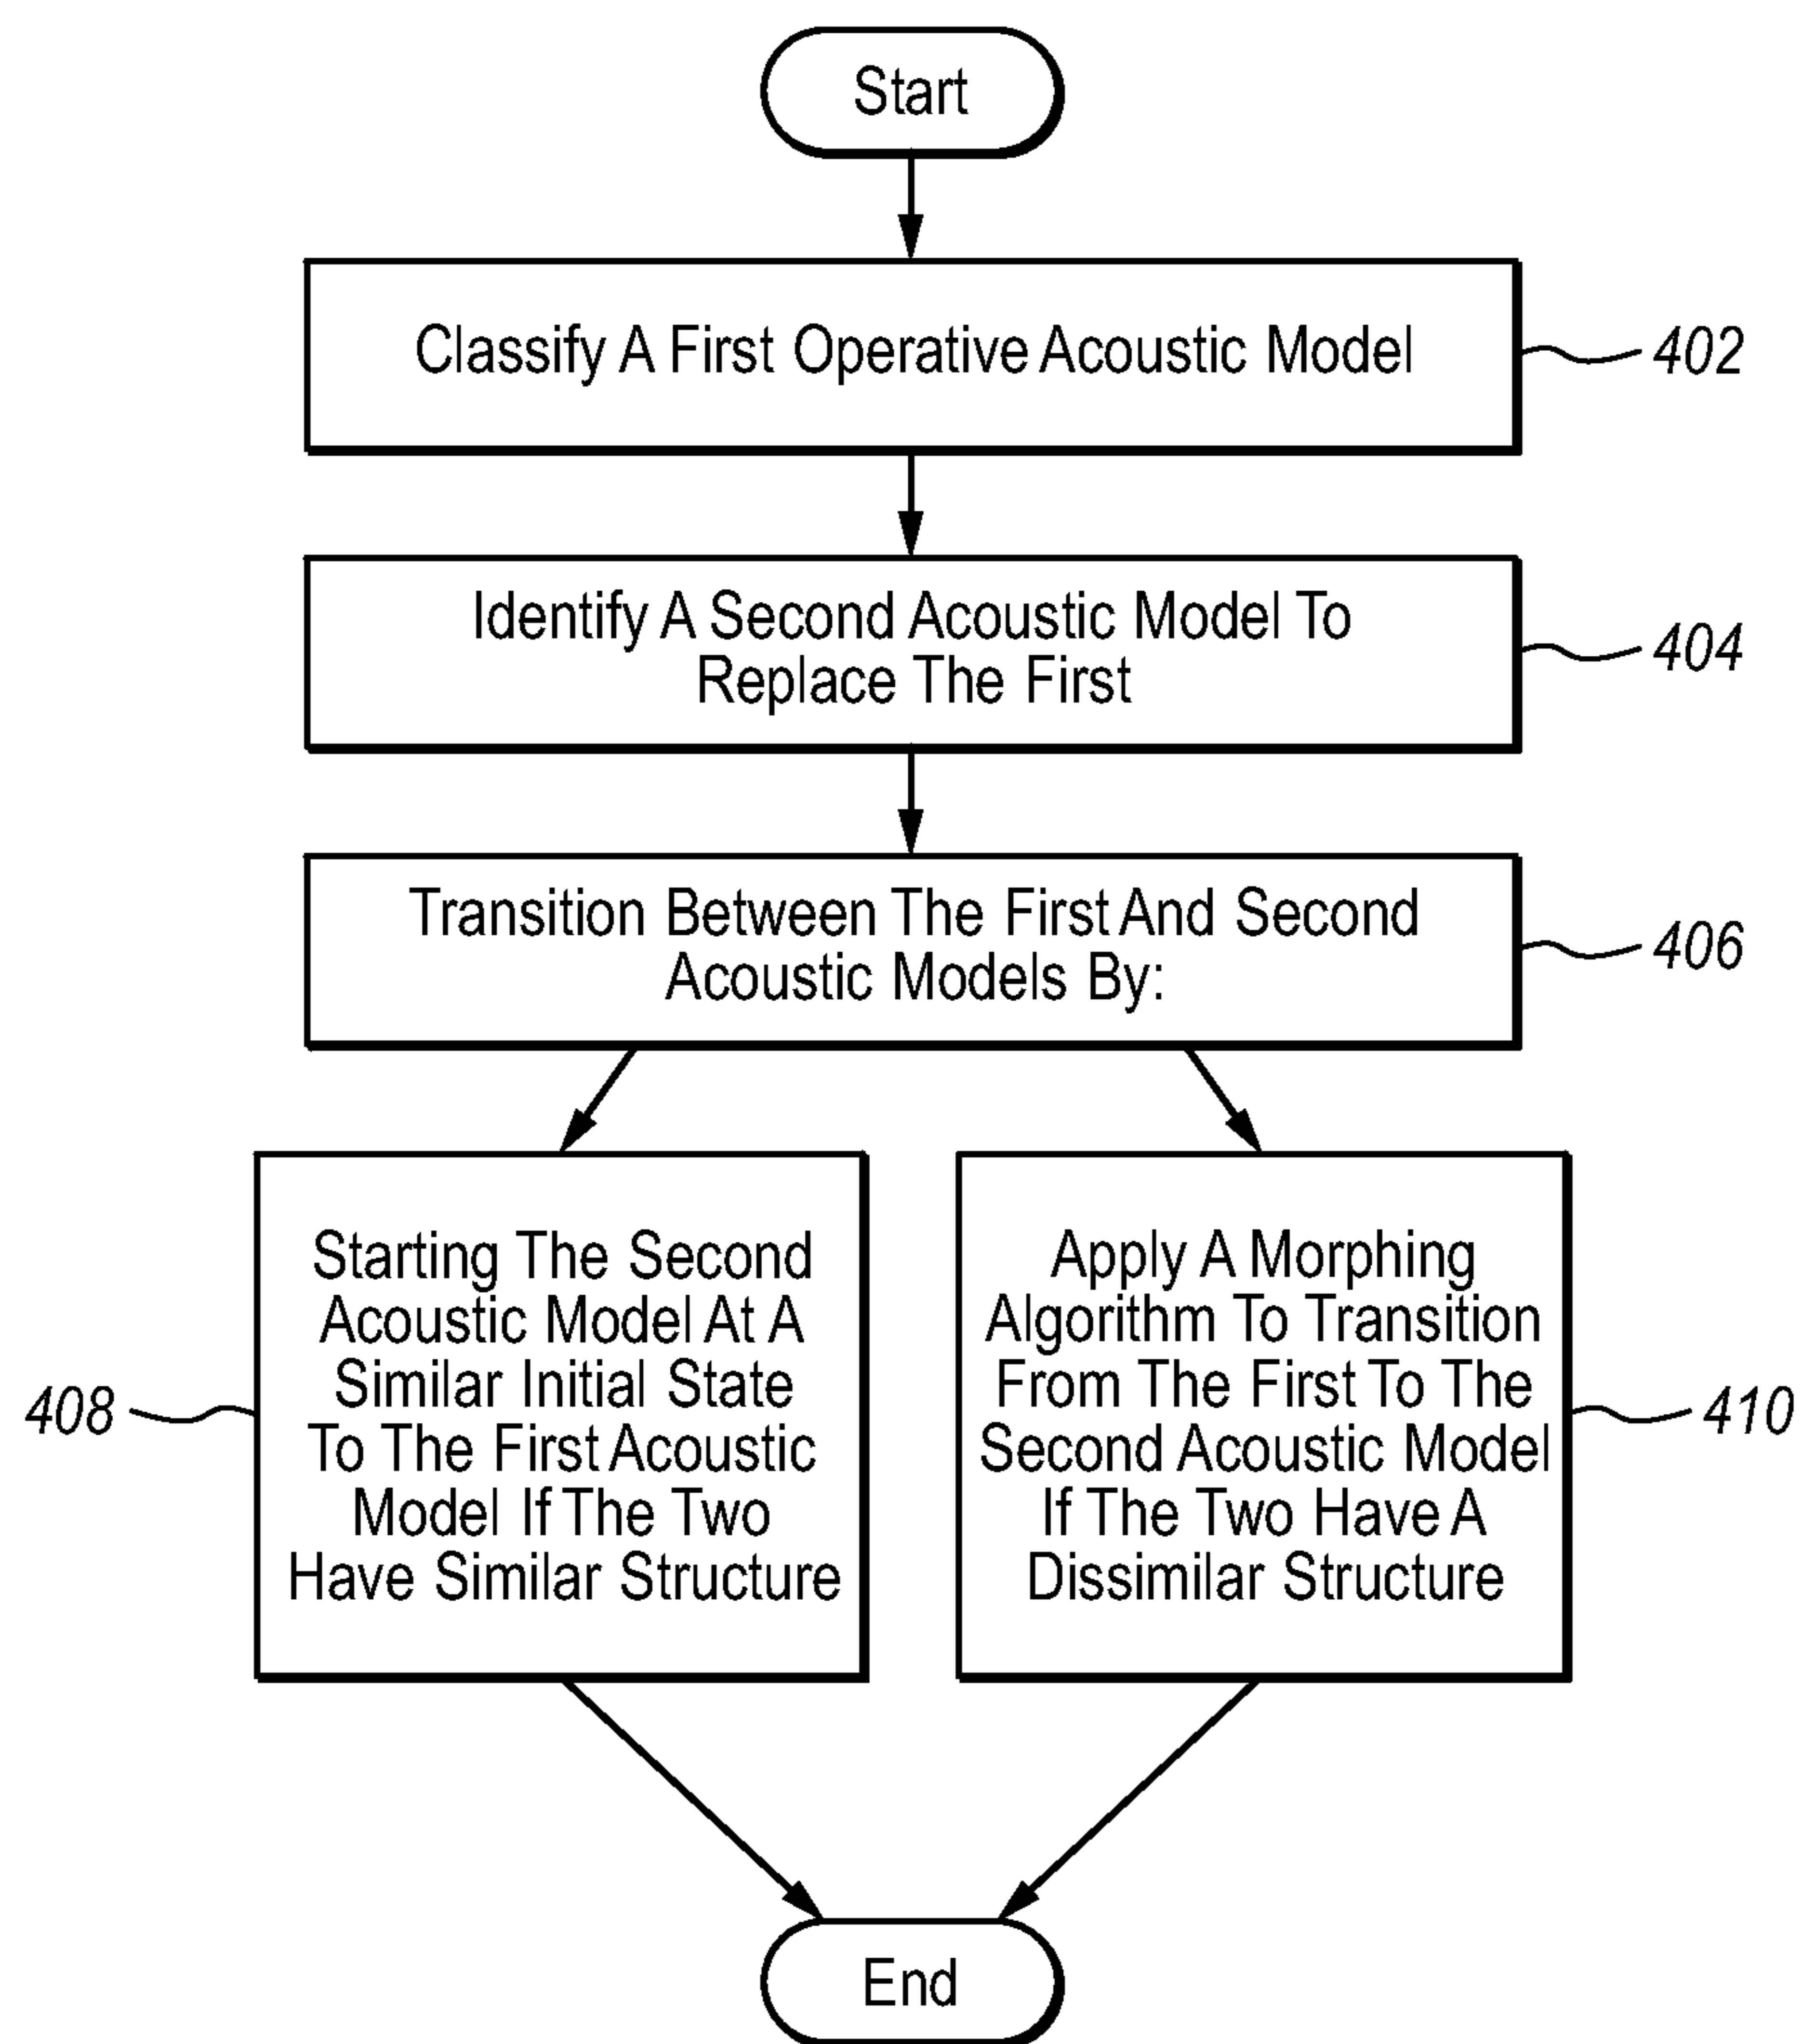 Start
Classify A First Operative Acoustic Model
402
Identify A Second Acoustic Model To
Replace The First
404
Transition Between The First And Second
Acoustic Models By:
406
Starting The Second
Acoustic Model At A
Similar Initial State
To The First Acoustic
Model If The Two
Have Similar Structure
408
Apply A Morphing
Algorithm To Transition
From The First To The
Second Acoustic Model
If The Two Have A
Dissimilar Structure
410
End